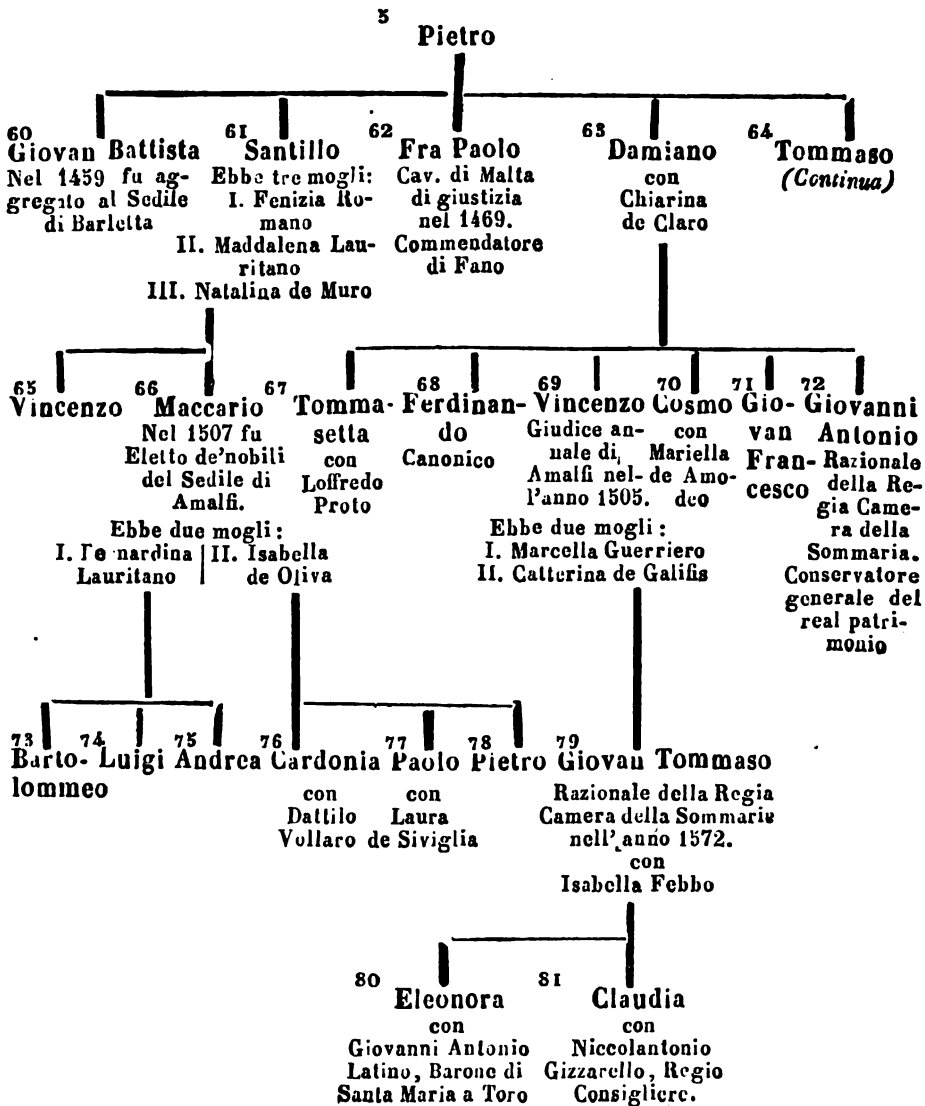 5
Pietro
60
Giovan Battista
Nel 1459 fu ag-
gregato al Sedile
di Barletta
61
Santillo
Ebbe tre mogli:
I. Fenizia Ro-
mano
II. Maddalena Lau-
ritano
III. Natalina de Muro
62
Fra Paolo
Cav. di Malta
di giustizia
nel 1469.
Commendatore
di Fano
63
Damiano
con
Chiarina
de Claro
64
Tommaso
(Continua)
65
Vincenzo
66
Maccario
Nel 1507 fu
Eletto de'nobili
del Sedile di
Amalfi.
Ebbe due mogli:
I. Bernardina
Lauritano
II. Isabella
de Oliva
67
Tomma-
setta
con
Loffredo
Proto
68
Ferdinan-
do
Canonico
69
Vincenzo
Giudice an-
nuale di
Amalfi nel-
l'anno 1505.
Ebbe due mogli:
I. Marcella Guerriero
II. Catterina de Galifis
70
Cosmo
con
Mariella
de Amo-
deo
71
Gio-
van
Fran-
cesco
72
Giovanni
Antonio
Razionale
della Re-
gia Came-
ra della
Sommaria.
Conservatore
generale del
real patri-
monio
73
Barto-
lommeo
74
Luigi
75
Andrea
76
Cardonia
con
Dattilo
Vollaro
77
Paolo
con
Laura
de Siviglia
78
Pietro
79
Giovan Tommaso
Razionale della Regia
Camera della Sommaria
nell'anno 1572.
con
Isabella Febbo
80
Eleonora
con
Giovanni Antonio
Latino, Barone di
Santa Maria a Toro
81
Claudia
con
Niccolantonio
Gizzarello, Regio
Consigliere.